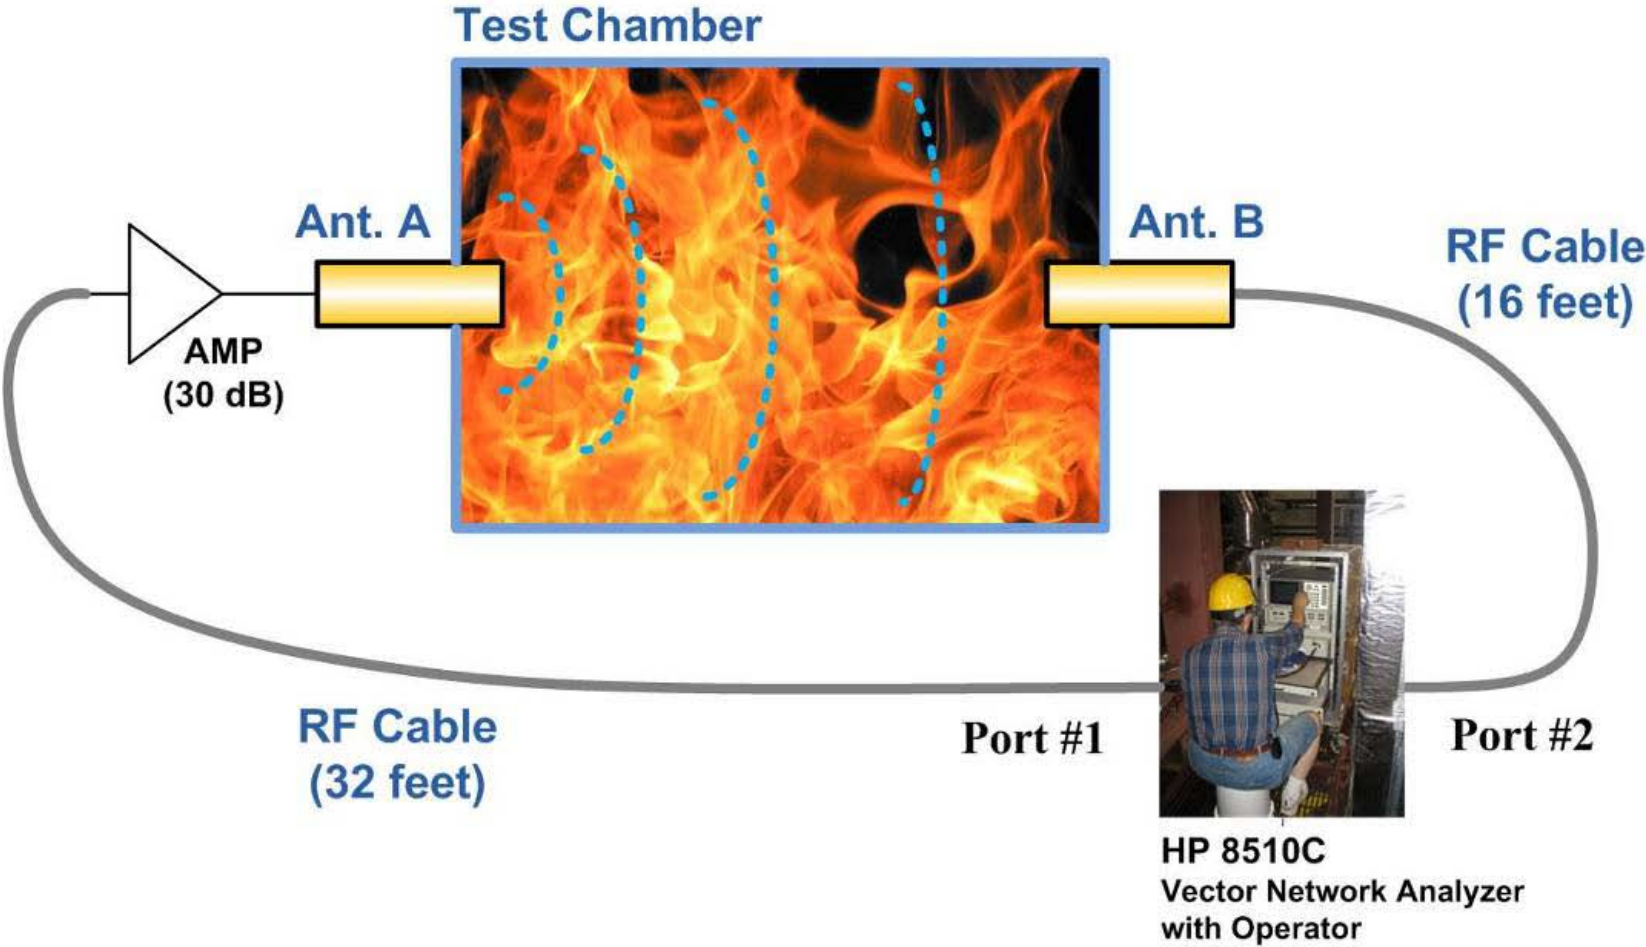 Test Chamber
Ant. A
Ant. B
RF Cable
(16 feet)
AMP
(30 dB)
RF Cable
(32 feet)
Port #1
Port #2
HP 8510C
Vector Network Analyzer
with Operator